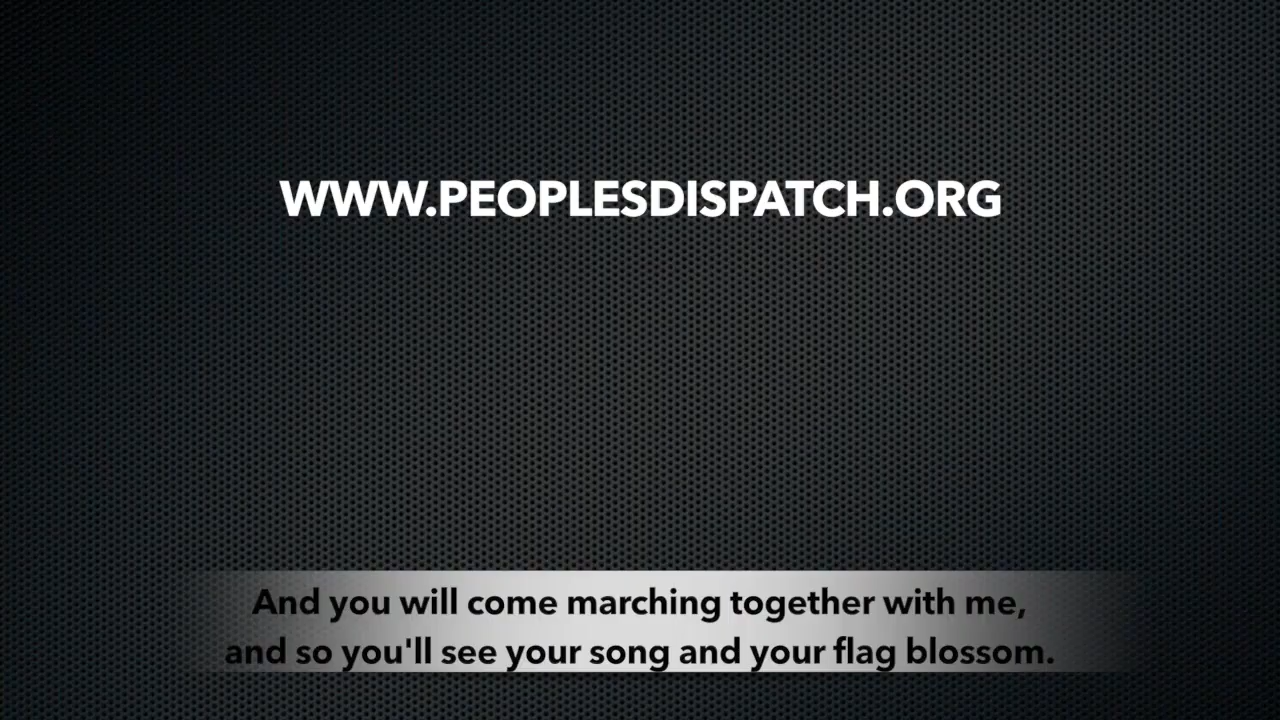 WWW.PEOPLESDISPATCH.ORG
And you will come marching together with me,
and so you'll see your song and your flag blossom.